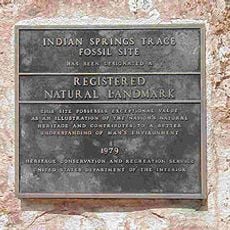 INDIAN SPRINGS TRACE
FOSSIL SITE
HAS BEEN DESIGNATED A
REGISTERED
NATURAL LANDMARK
THIS SITE POSSESSES EXCEPTIONAL VALUE
AS AN ILLUSTRATION OF THE NATION'S NATURAL
HERITAGE AND CONTRIBUTES TO A BETTER
UNDERSTANDING OF MAN'S ENVIRONMENT
1979
HERITAGE CONSERVATION AND RECREATION SERVICE
UNITED STATES DEPARTMENT OF THE INTERIOR